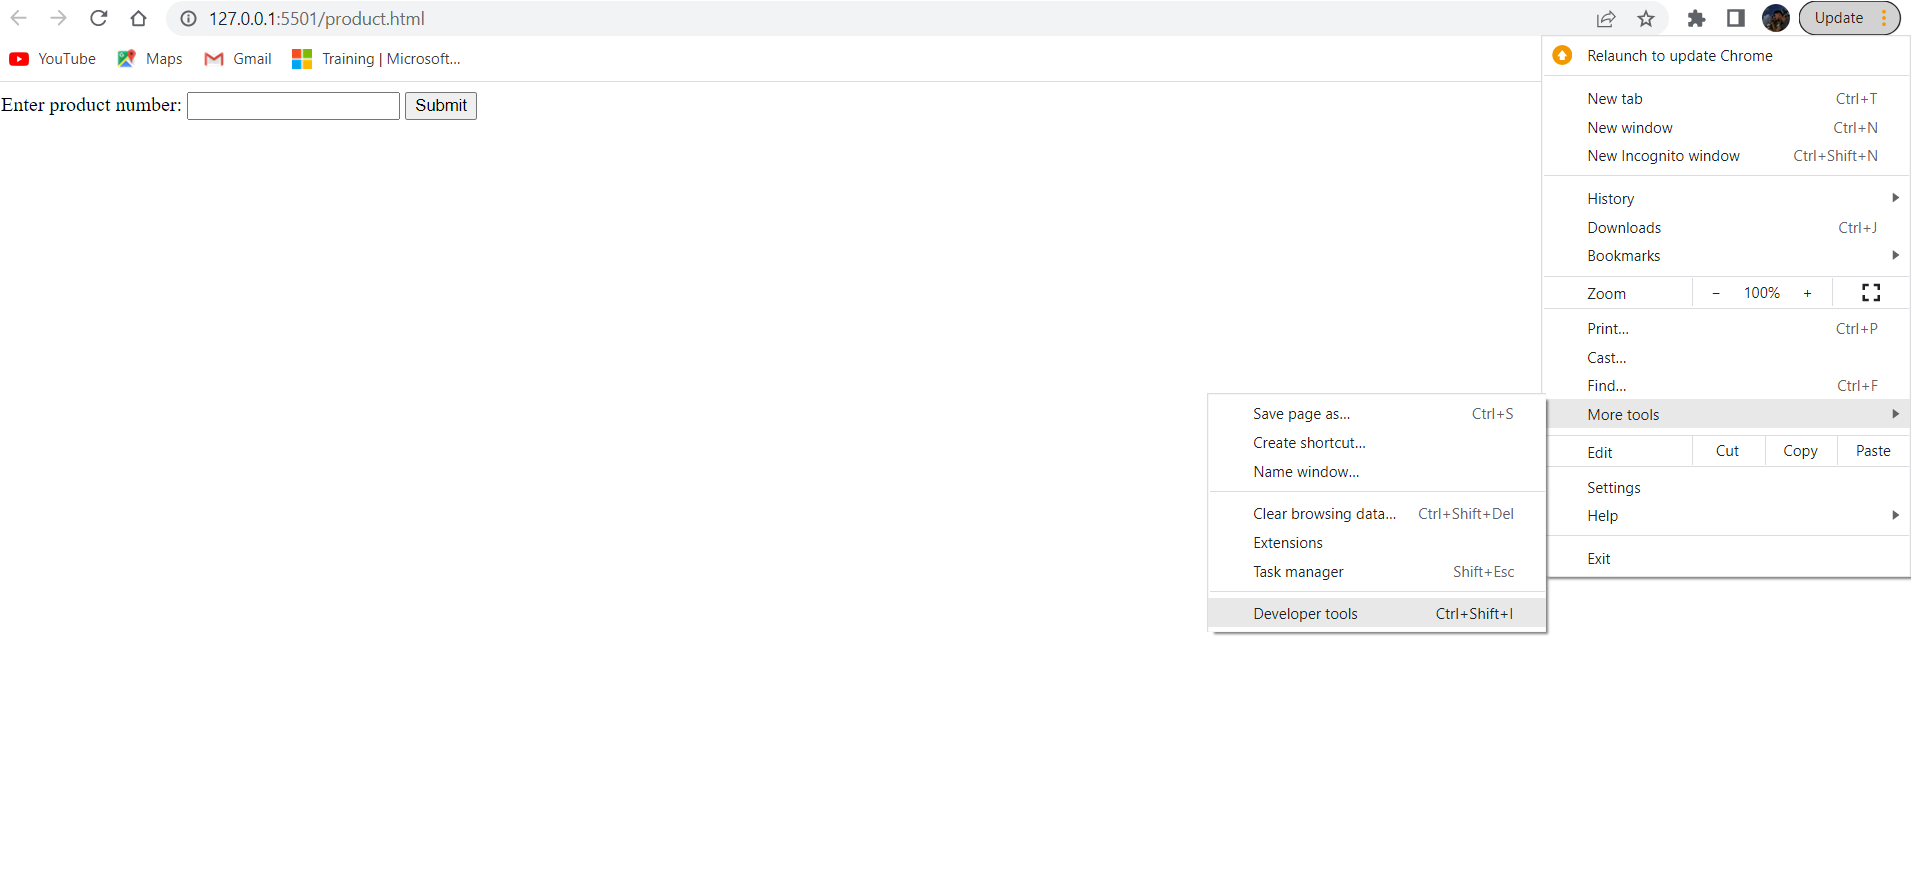 127.0.0.1:5501/product.html
Update
YouTube Maps Gmail Training | Microsoft...
Enter product number: Submit
Relaunch to update Chrome
New tab Ctrl+T
New window Ctrl+N
New Incognito window Ctrl+Shift+N
History
Downloads Ctrl+J
Bookmarks
Zoom − 100% +
Print... Ctrl+P
Cast...
Find... Ctrl+F
More tools
Edit Cut Copy Paste
Settings
Help
Exit
Save page as... Ctrl+S
Create shortcut...
Name window...
Clear browsing data... Ctrl+Shift+Del
Extensions
Task manager Shift+Esc
Developer tools Ctrl+Shift+I